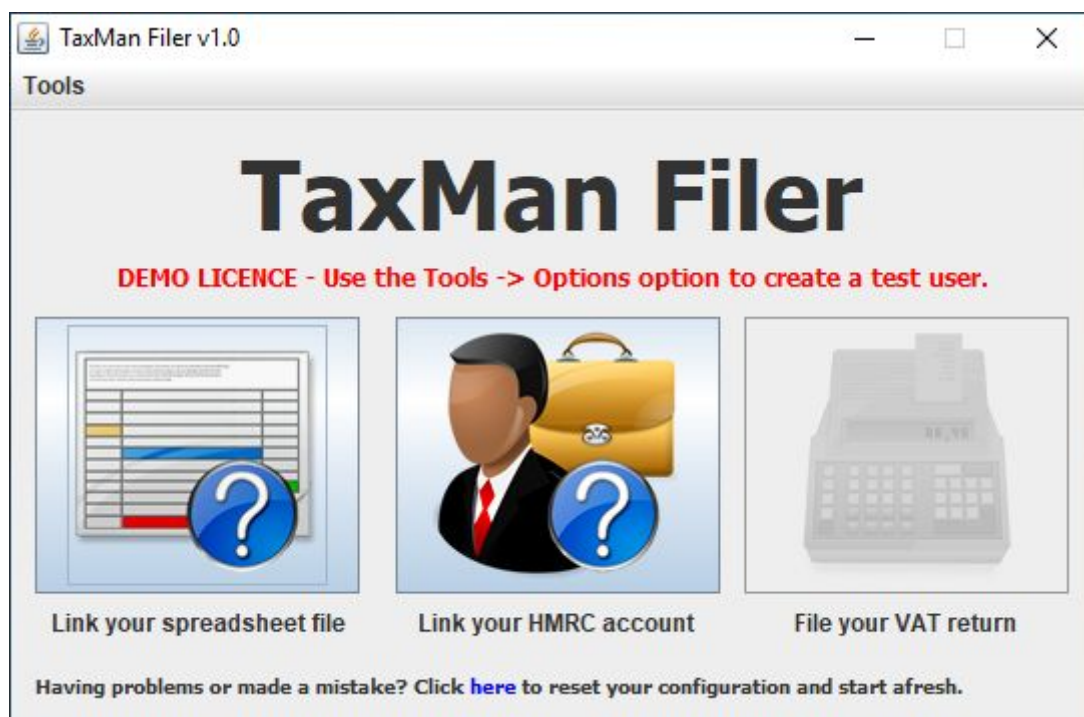 TaxMan Filer v1.0
Tools
TaxMan Filer
DEMO LICENCE - Use the Tools -> Options option to create a test user.
Link your spreadsheet file
Link your HMRC account
File your VAT return
Having problems or made a mistake? Click here to reset your configuration and start afresh.